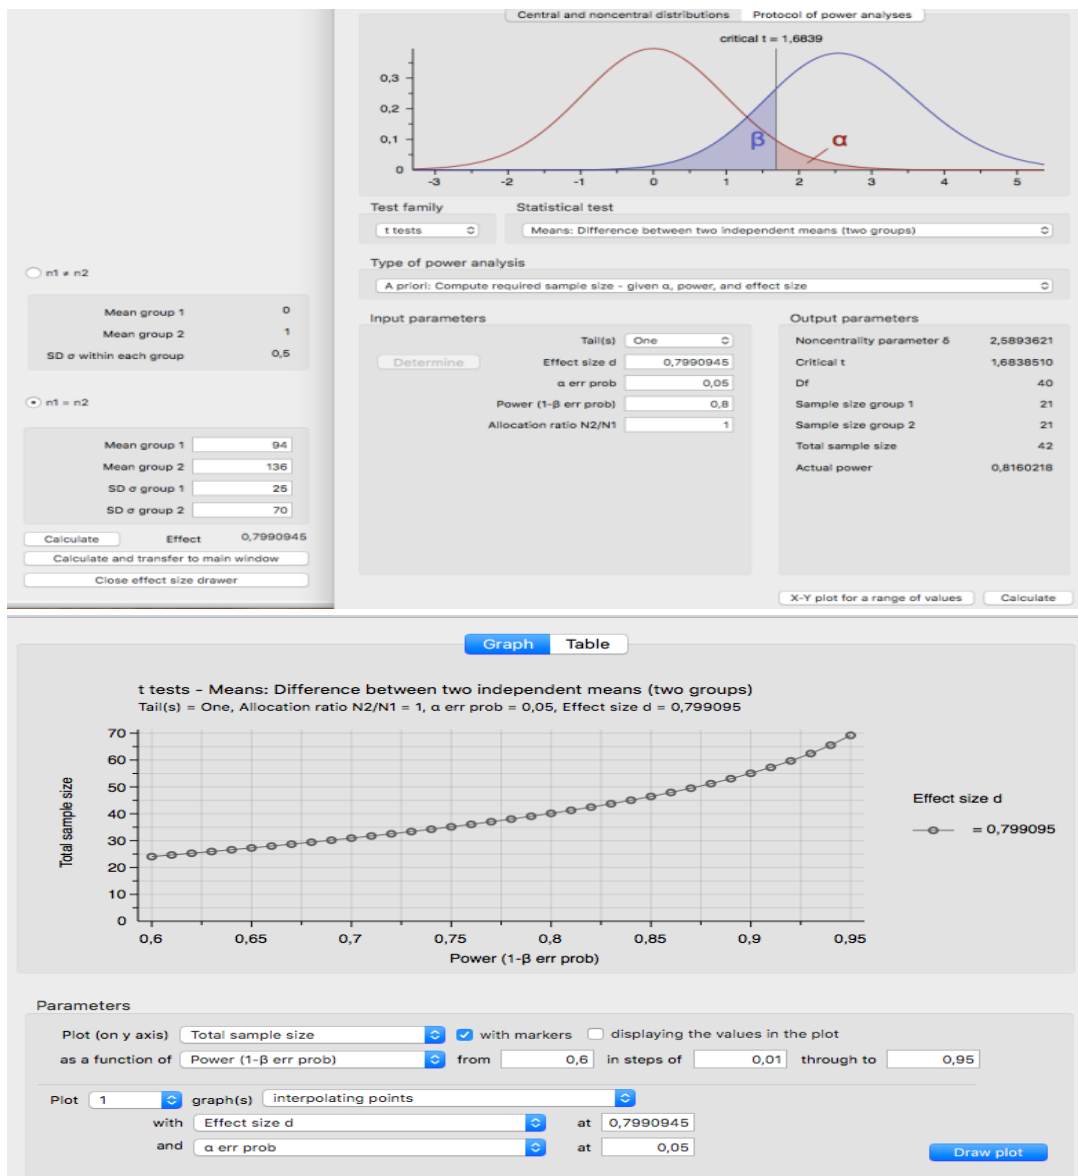 Central and noncentral distributions Protocol of power analyses
critical t = 1,6839
0,3
0,2
0,1
0
β
α
-3 -2 -1 0 1 2 3 4 5
Test family Statistical test
t tests Means: Difference between two independent means (two groups)
Type of power analysis
A priori: Compute required sample size - given α, power, and effect size
n1 ≠ n2
Mean group 1 0
Mean group 2 1
SD σ within each group 0,5
n1 = n2
Mean group 1 94
Mean group 2 136
SD σ group 1 25
SD σ group 2 70
Calculate Effect 0,7990945
Calculate and transfer to main window
Close effect size drawer
Input parameters
Tail(s) One
Determine Effect size d 0,7990945
α err prob 0,05
Power (1-β err prob) 0,8
Allocation ratio N2/N1 1
Output parameters
Noncentrality parameter δ 2,5893621
Critical t 1,6838510
Df 40
Sample size group 1 21
Sample size group 2 21
Total sample size 42
Actual power 0,8160218
X-Y plot for a range of values Calculate
Graph Table
t tests - Means: Difference between two independent means (two groups)
Tail(s) = One, Allocation ratio N2/N1 = 1, α err prob = 0,05, Effect size d = 0,799095
70
60
50
40
30
20
10
0
Total sample size
0,6 0,65 0,7 0,75 0,8 0,85 0,9 0,95
Power (1-β err prob)
Effect size d
= 0,799095
Parameters
Plot (on y axis) Total sample size with markers displaying the values in the plot
as a function of Power (1-β err prob) from 0,6 in steps of 0,01 through to 0,95
Plot 1 graph(s) interpolating points
with Effect size d at 0,7990945
and α err prob at 0,05
Draw plot